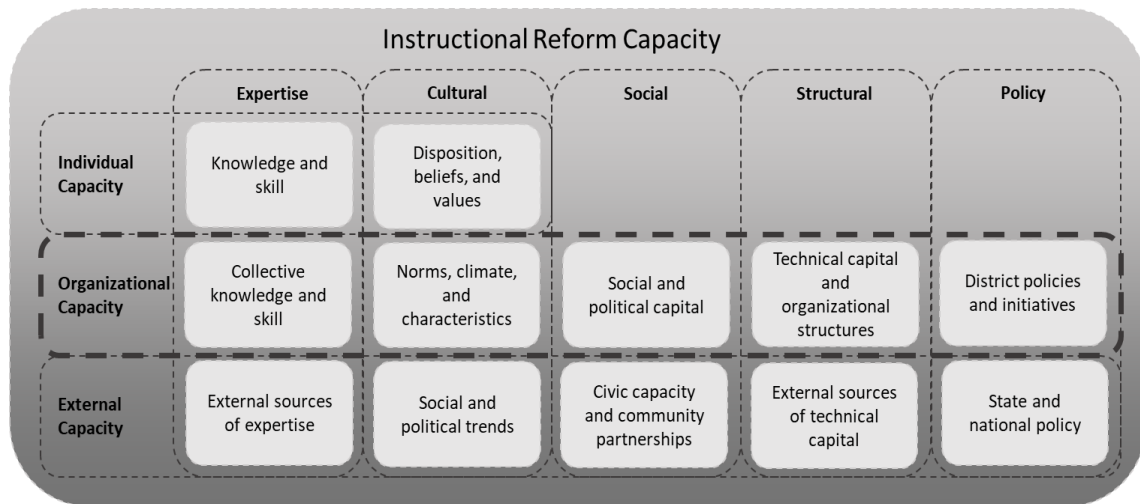 Instructional Reform Capacity
Expertise
Cultural
Social
Structural
Policy
Individual
Capacity
Knowledge and
skill
Disposition,
beliefs, and
values
Organizational
Capacity
Collective
knowledge and
skill
Norms, climate,
and
characteristics
Social and
political capital
Technical capital
and
organizational
structures
District policies
and initiatives
External
Capacity
External sources
of expertise
Social and
political trends
Civic capacity
and community
partnerships
External sources
of technical
capital
State and
national policy